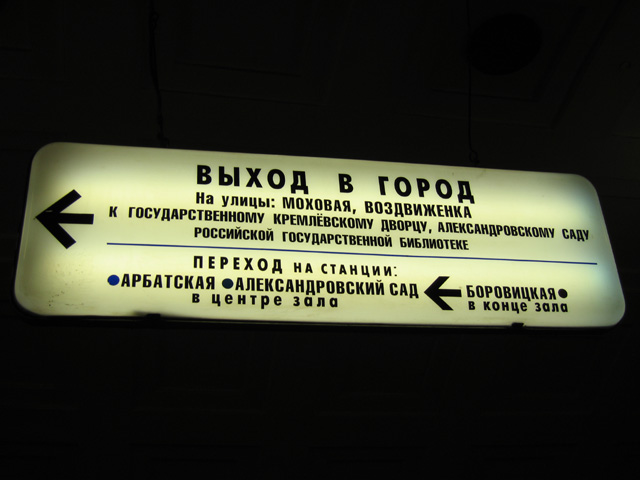 ВЫХОД В ГОРОД
На улицы: МОХОВАЯ, ВОЗДВИЖЕНКА
К ГОСУДАРСТВЕННОМУ КРЕМЛЁВСКОМУ ДВОРЦУ, АЛЕКСАНДРОВСКОМУ САДУ
РОССИЙСКОЙ ГОСУДАРСТВЕННОЙ БИБЛИОТЕКЕ
ПЕРЕХОД НА СТАНЦИИ:
АРБАТСКАЯ АЛЕКСАНДРОВСКИЙ САД
в центре зала
БОРОВИЦКАЯ
в конце зала